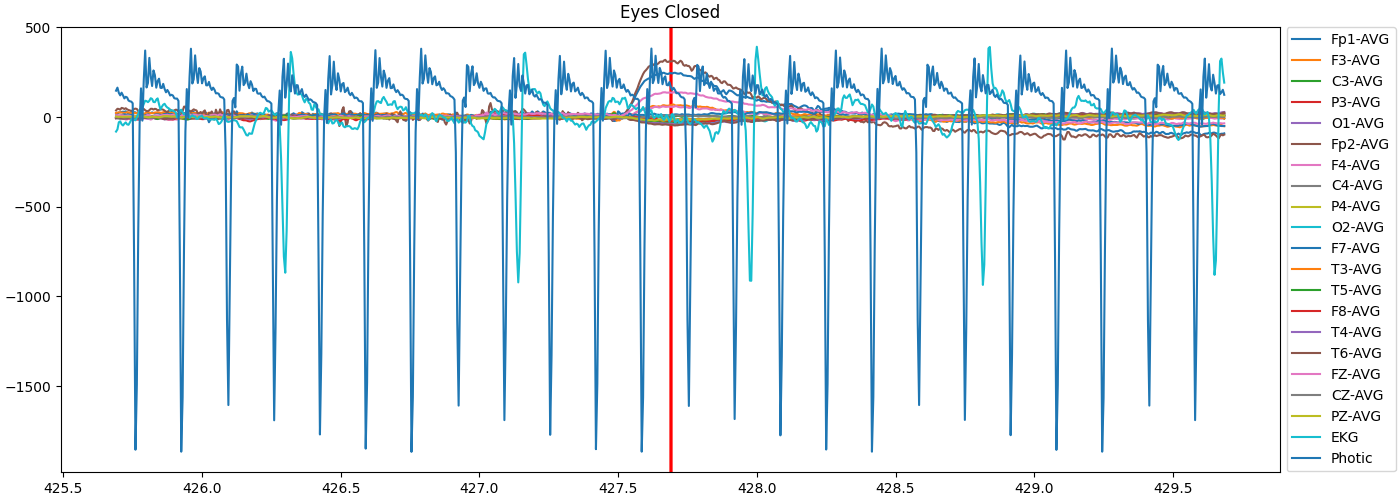 Eyes Closed
500
0
−500
−1000
−1500
425.5 426.0 426.5 427.0 427.5 428.0 428.5 429.0 429.5
Fp1-AVG
F3-AVG
C3-AVG
P3-AVG
O1-AVG
Fp2-AVG
F4-AVG
C4-AVG
P4-AVG
O2-AVG
F7-AVG
T3-AVG
T5-AVG
F8-AVG
T4-AVG
T6-AVG
FZ-AVG
CZ-AVG
PZ-AVG
EKG
Photic